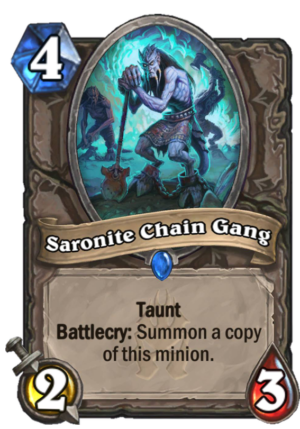 4
Saronite Chain Gang
Taunt
Battlecry: Summon a copy
of this minion.
2
3